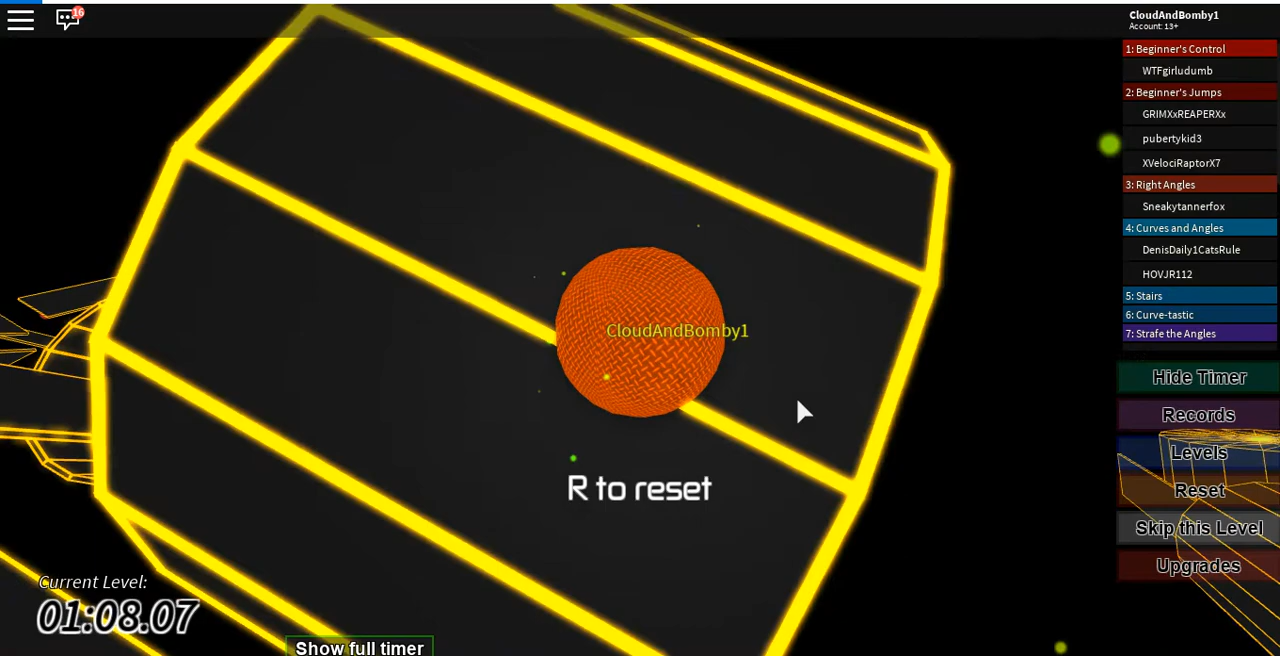 16
CloudAndBomby1
Account: 13+
1: Beginner's Control
WTFgirludumb
2: Beginner's Jumps
GRIMXxREAPERXx
pubertykid3
XVelociRaptorX7
3: Right Angles
Sneakytannerfox
4: Curves and Angles
DenisDaily1CatsRule
HOVJR112
5: Stairs
6: Curve-tastic
7: Strafe the Angles
CloudAndBomby1
Hide Timer
Records
Levels
Reset
Skip this Level
Upgrades
R to reset
Current Level:
01:08.07
Show full timer